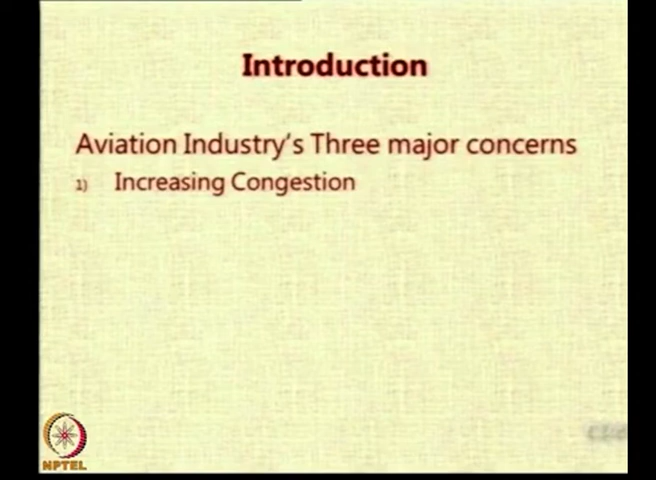 Introduction
Aviation Industry's Three major concerns
1) Increasing Congestion
NPTEL